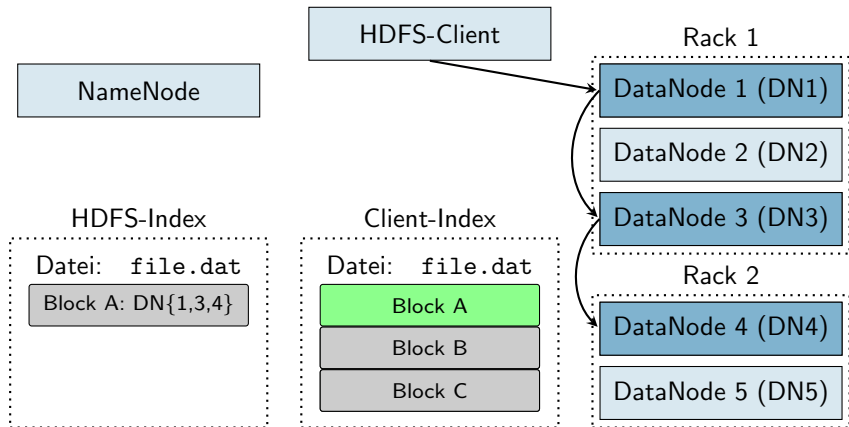 HDFS-Client
NameNode
Rack 1
DataNode 1 (DN1)
DataNode 2 (DN2)
DataNode 3 (DN3)
HDFS-Index
Datei: file.dat
Block A: DN{1,3,4}
Client-Index
Datei: file.dat
Block A
Block B
Block C
Rack 2
DataNode 4 (DN4)
DataNode 5 (DN5)